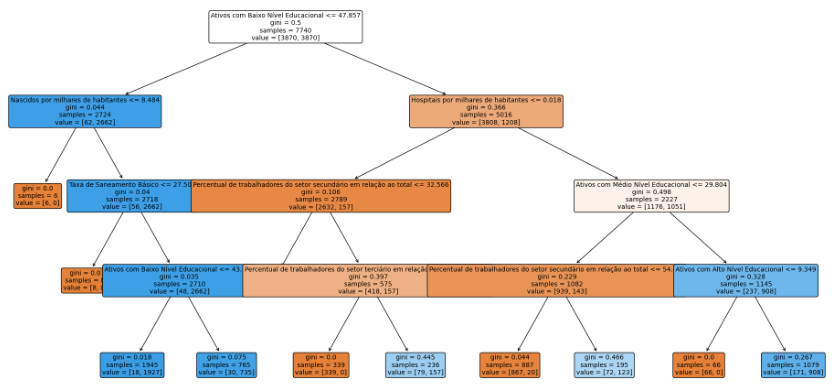 Ativos com Baixo Nível Educacional <= 47.857
gini = 0.5
samples = 7740
value = [3870, 3870]
Nascidos por milhares de habitantes <= 8.484
gini = 0.044
samples = 2724
value = [62, 2662]
Hospitais por milhares de habitantes <= 0.018
gini = 0.366
samples = 5016
value = [3808, 1208]
gini = 0.0
samples = 6
value = [6, 0]
Taxa de Saneamento Básico <= 27.50
gini = 0.04
samples = 2718
value = [56, 2662]
Percentual de trabalhadores do setor secundário em relação ao total <= 32.566
gini = 0.106
samples = 2789
value = [2632, 157]
Ativos com Médio Nível Educacional <= 29.804
gini = 0.498
samples = 2227
value = [1176, 1051]
gini = 0.0
samples =
value = [8,
Ativos com Baixo Nível Educacional <= 43.
gini = 0.035
samples = 2710
value = [48, 2662]
Percentual de trabalhadores do setor terciário em relação
gini = 0.397
samples = 575
value = [418, 157]
Percentual de trabalhadores do setor secundário em relação ao total <= 54.
gini = 0.229
samples = 1082
value = [939, 143]
Ativos com Alto Nível Educacional <= 9.349
gini = 0.328
samples = 1145
value = [237, 908]
gini = 0.018
samples = 1945
value = [18, 1927]
gini = 0.075
samples = 765
value = [30, 735]
gini = 0.0
samples = 339
value = [339, 0]
gini = 0.445
samples = 236
value = [79, 157]
gini = 0.044
samples = 887
value = [867, 20]
gini = 0.466
samples = 195
value = [72, 123]
gini = 0.0
samples = 66
value = [66, 0]
gini = 0.267
samples = 1079
value = [171, 908]